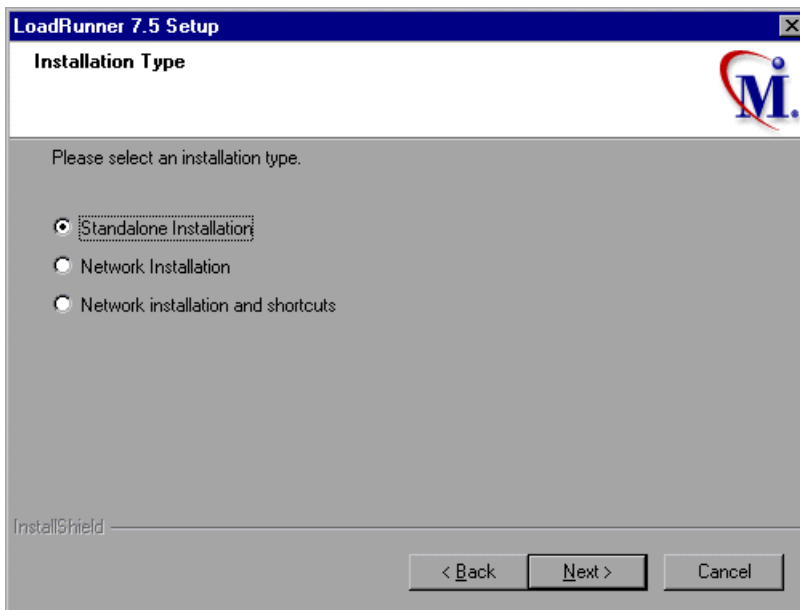 LoadRunner 7.5 Setup
Installation Type
M.
Please select an installation type.
Standalone Installation
Network Installation
Network installation and shortcuts
InstallShield
< Back
Next >
Cancel